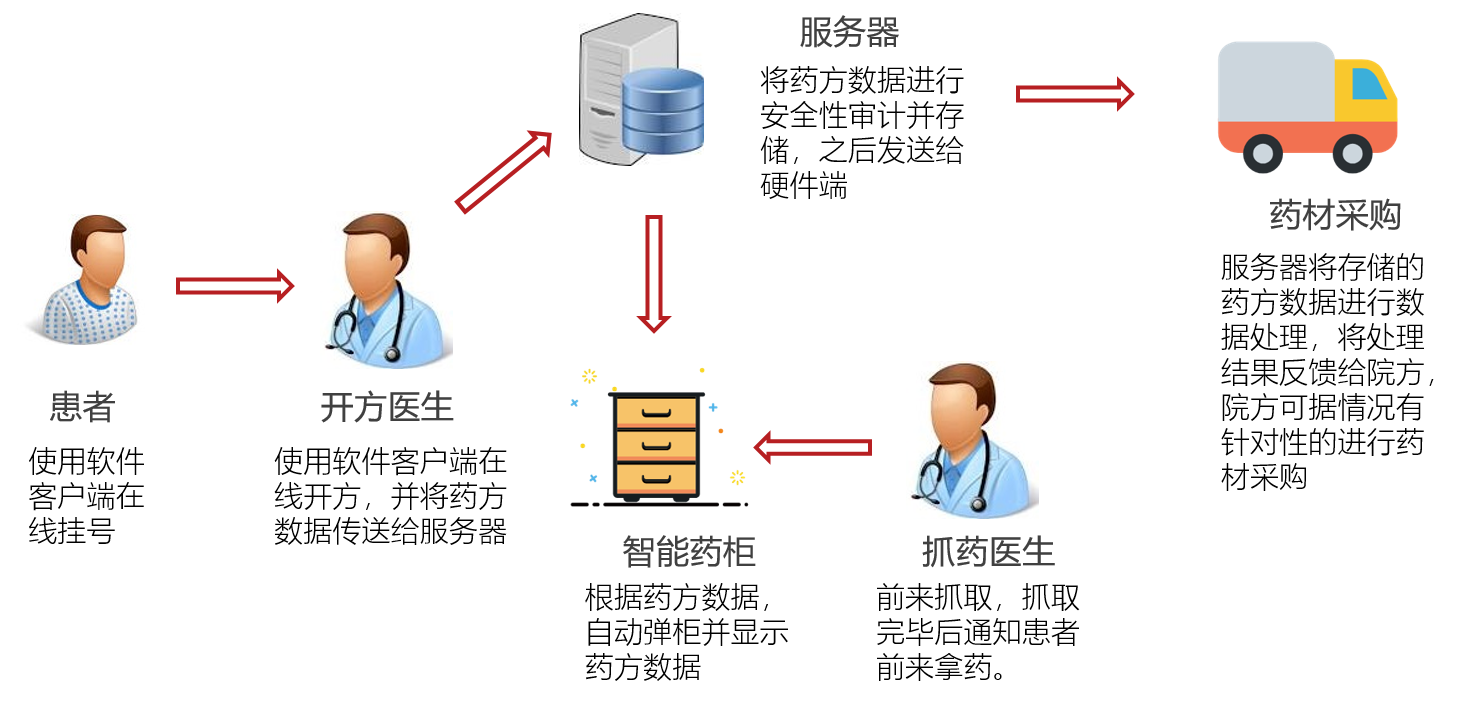 患者
使用软件
客户端在
线挂号
开方医生
使用软件客户端在
线开方，并将药方
数据传送给服务器
服务器
将药方数据进行
安全性审计并存
储，之后发送给
硬件端
智能药柜
根据药方数据，
自动弹柜并显示
药方数据
抓药医生
前来抓取，抓取
完毕后通知患者
前来拿药。
药材采购
服务器将存储的
药方数据进行数
据处理，将处理
结果反馈给院方，
院方可据情况有
针对性的进行药
材采购